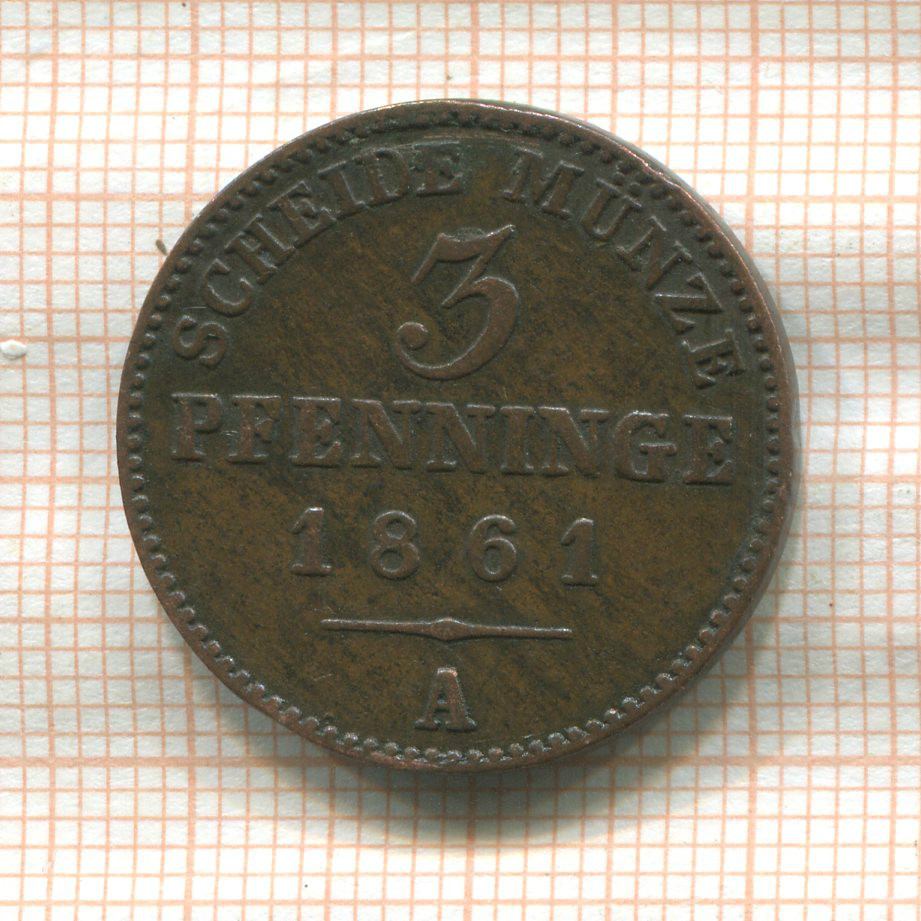 SCHEIDE MÜNZE
3
PFENNINGE
1861
A